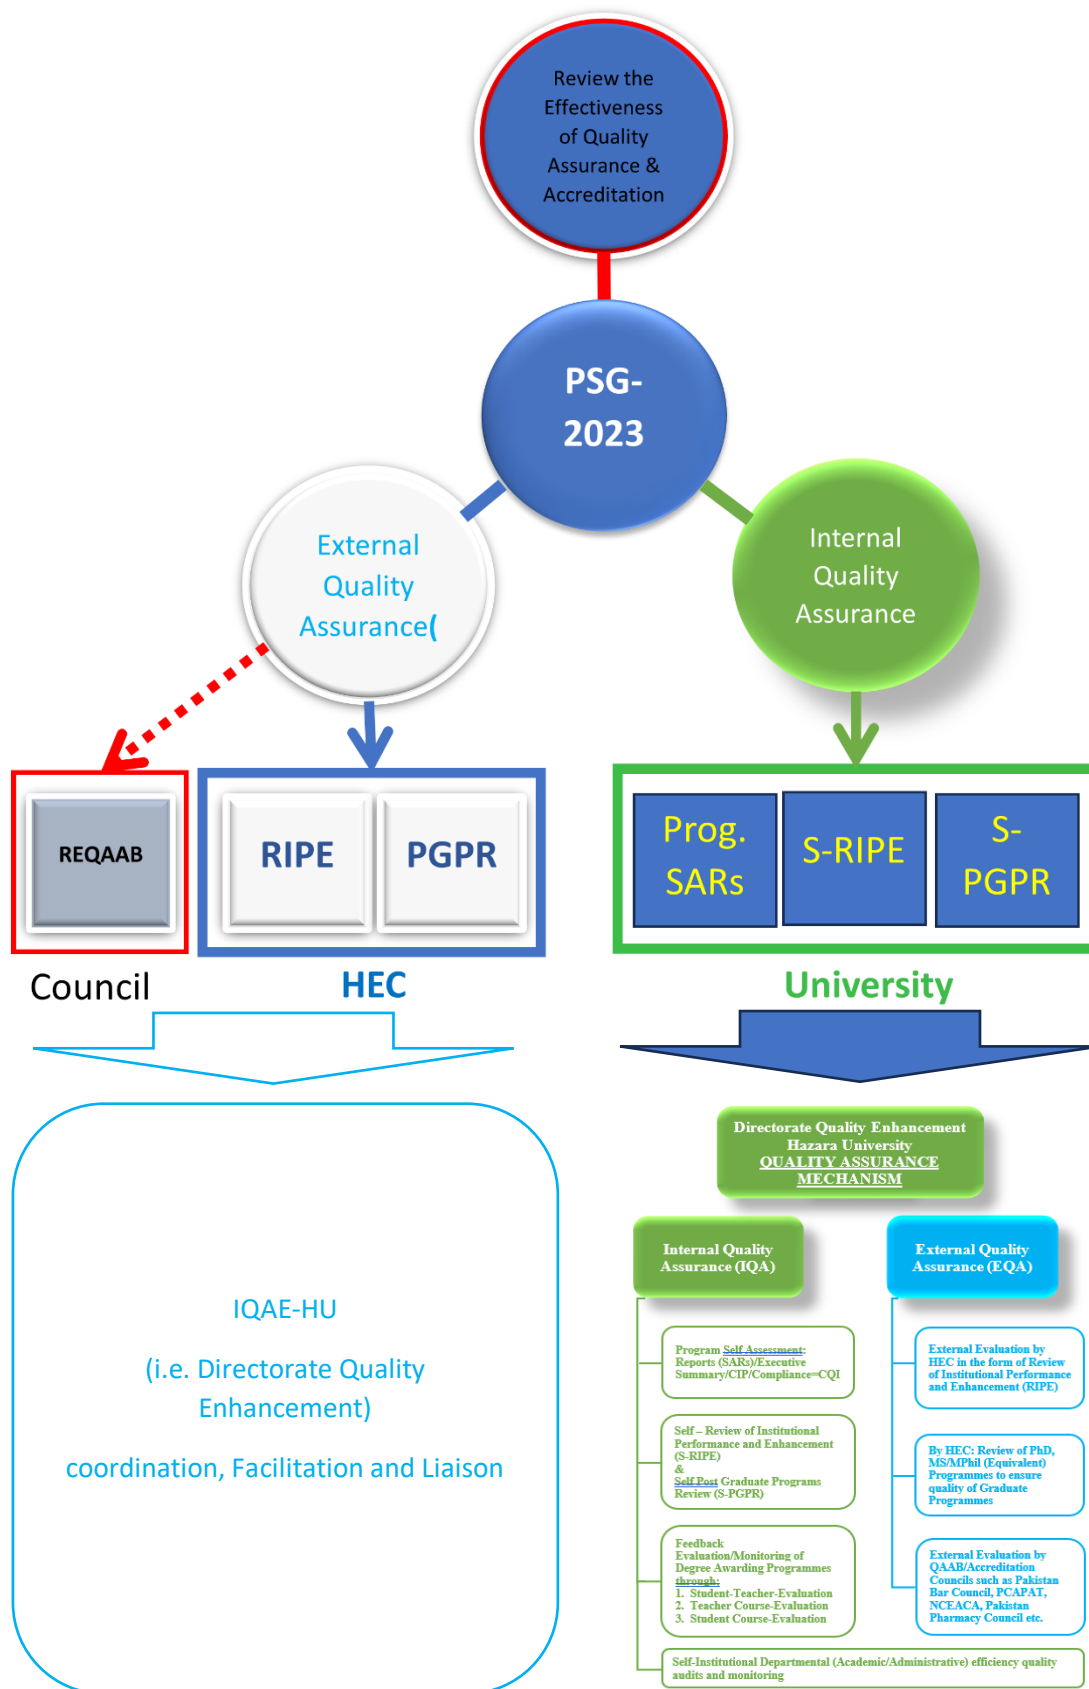 Review the
Effectiveness
of Quality
Assurance &
Accreditation
PSG-
2023
External
Quality
Assurance(
Internal
Quality
Assurance
REQAAB
RIPE
PGPR
Prog.
SARs
S-RIPE
S-
PGPR
Council
HEC
University
IQAE-HU
(i.e. Directorate Quality
Enhancement)
coordination, Facilitation and Liaison
Directorate Quality Enhancement
Hazara University
QUALITY ASSURANCE
MECHANISM
Internal Quality
Assurance (IQA)
Program Self Assessment:
Reports (SARs)/Executive
Summary/CIP/Compliance=CQI
Self – Review of Institutional
Performance and Enhancement
(S-RIPE)
&
Self Post Graduate Programs
Review (S-PGPR)
Feedback
Evaluation/Monitoring of
Degree Awarding Programmes
through:
1. Student-Teacher-Evaluation
2. Teacher Course-Evaluation
3. Student Course-Evaluation
Self-Institutional Departmental (Academic/Administrative) efficiency quality
audits and monitoring
External Quality
Assurance (EQA)
External Evaluation by
HEC in the form of Review
of Institutional Performance
and Enhancement (RIPE)
By HEC: Review of PhD,
MS/MPhil (Equivalent)
Programmes to ensure
quality of Graduate
Programmes
External Evaluation by
QAAB/Accreditation
Councils such as Pakistan
Bar Council, PCAPAT,
NCEACA, Pakistan
Pharmacy Council etc.